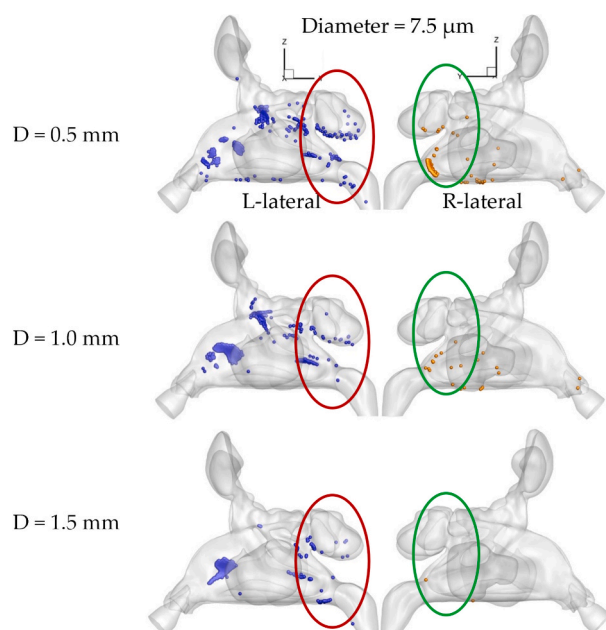 Diameter = 7.5 µm
Z
X
Z
Y
D = 0.5 mm
L-lateral
R-lateral
D = 1.0 mm
D = 1.5 mm